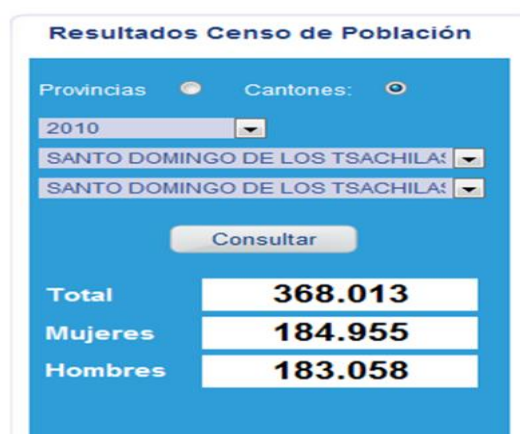 Resultados Censo de Población
Provincias Cantones:
2010
SANTO DOMINGO DE LOS TSACHILAS
SANTO DOMINGO DE LOS TSACHILAS
Consultar
Total 368.013
Mujeres 184.955
Hombres 183.058